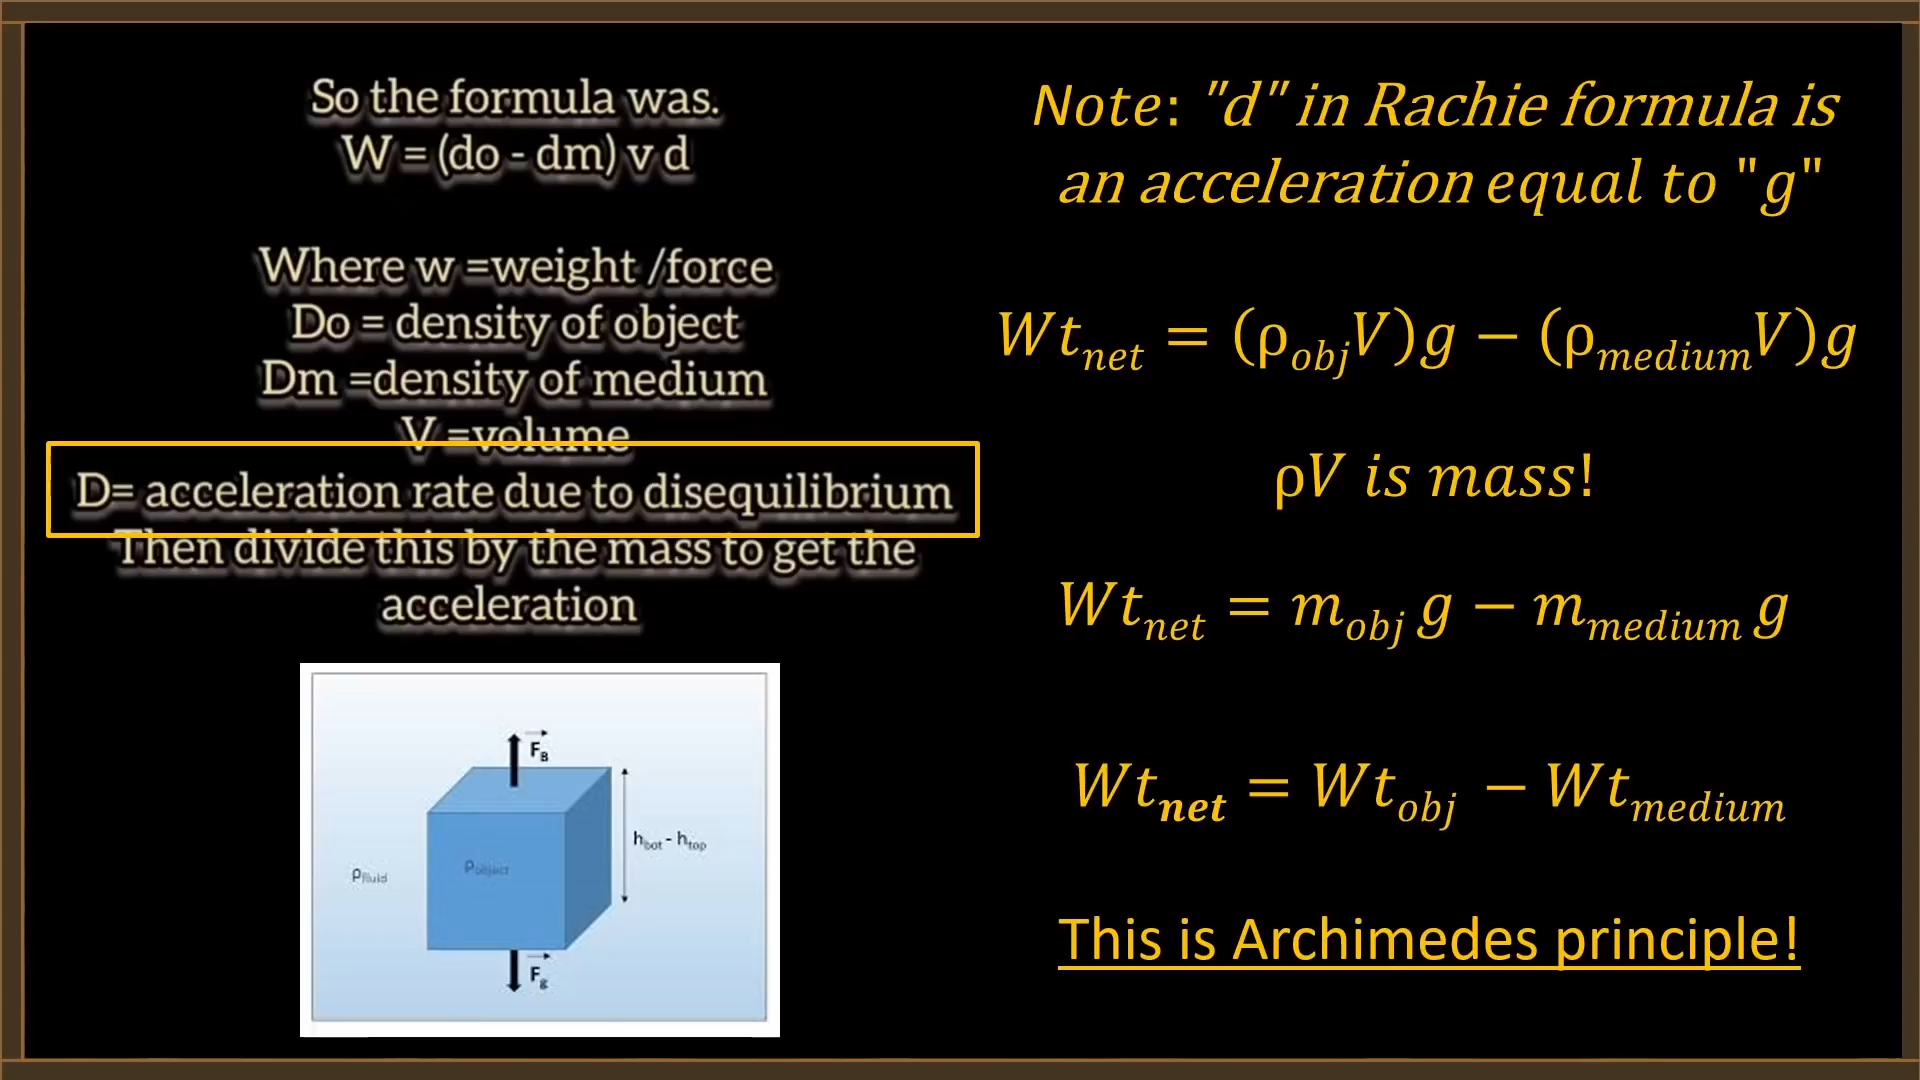 So the formula was.
W = (do - dm) v d
Where w =weight /force
Do = density of object
Dm =density of medium
V =volume
D= acceleration rate due to disequilibrium
Then divide this by the mass to get the
acceleration
F_B
h_bot - h_top
ρ_fluid
ρ_object
F_g
Note: "d" in Rachie formula is
an acceleration equal to "g"
Wt_net = (ρ_obj V)g − (ρ_medium V)g
ρV is mass!
Wt_net = m_obj g − m_medium g
Wt_net = Wt_obj − Wt_medium
This is Archimedes principle!